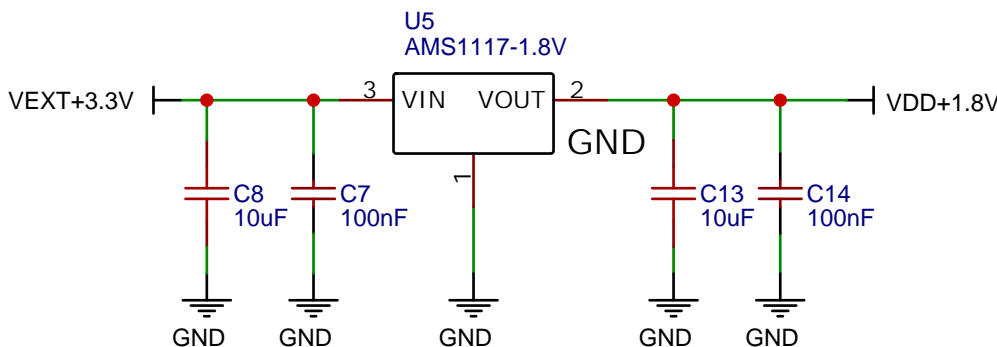 U5
AMS1117-1.8V
VEXT+3.3V
3
VIN
VOUT
2
VDD+1.8V
GND
1
C8
10uF
C7
100nF
C13
10uF
C14
100nF
GND
GND
GND
GND
GND